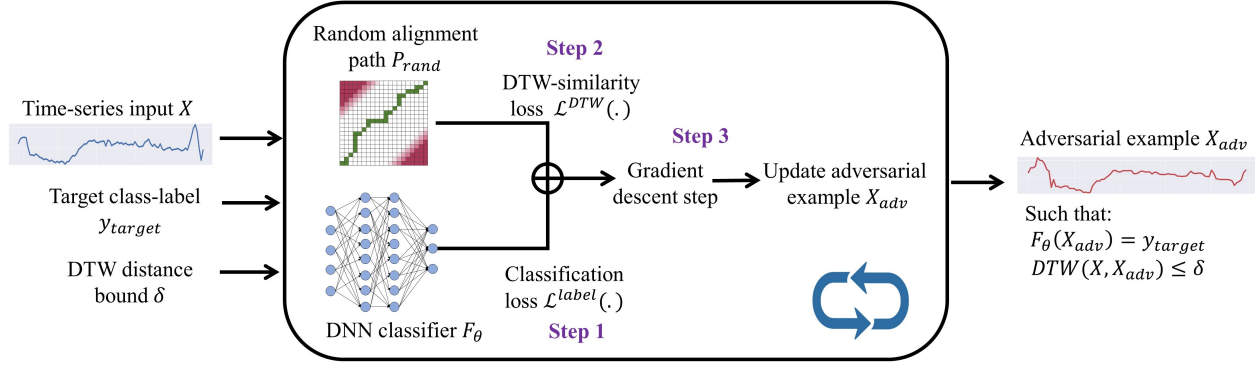 Time-series input X
Target class-label
y_target
DTW distance
bound δ
Random alignment
path P_rand
Step 2
DTW-similarity
loss ℒ^DTW(.)
DNN classifier F_θ
Classification
loss ℒ^label(.)
Step 1
Step 3
Gradient
descent step
Update adversarial
example X_adv
Adversarial example X_adv
Such that:
F_θ(X_adv) = y_target
DTW(X, X_adv) ≤ δ